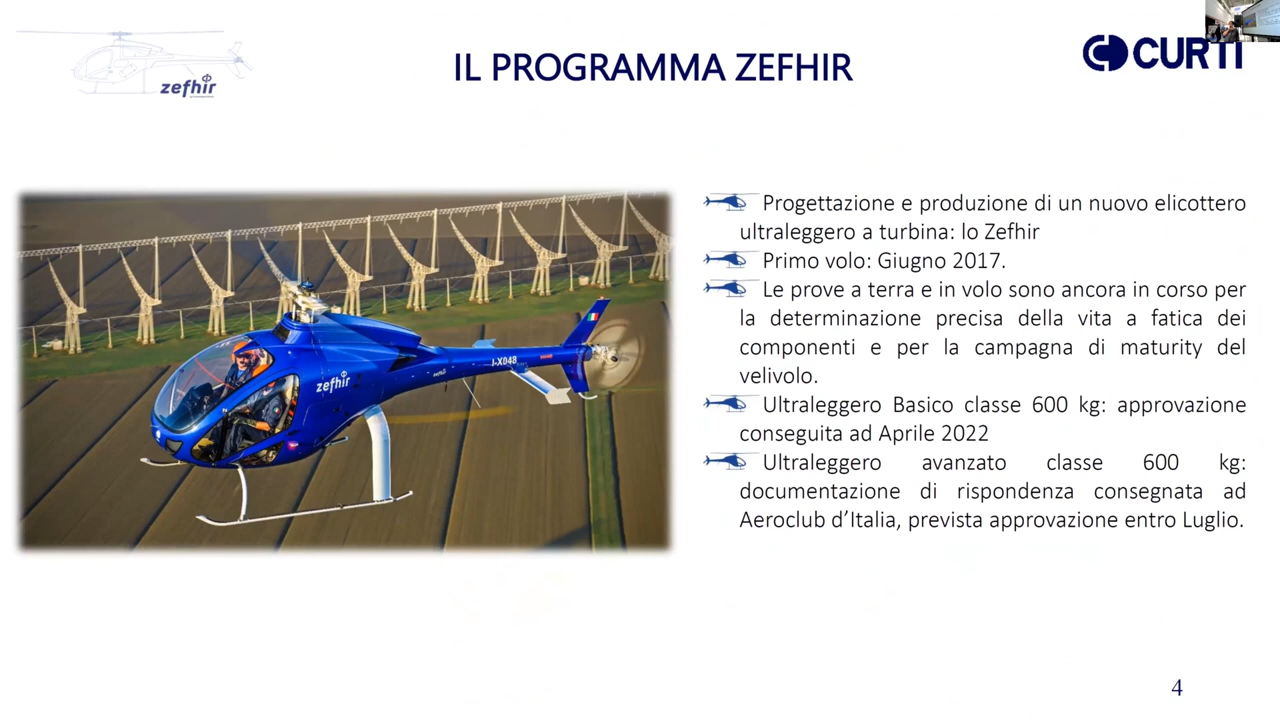 zefhir
IL PROGRAMMA ZEFHIR
CURTI
zefhir
I-X048
Progettazione e produzione di un nuovo elicottero
ultraleggero a turbina: lo Zefhir
Primo volo: Giugno 2017.
Le prove a terra e in volo sono ancora in corso per
la determinazione precisa della vita a fatica dei
componenti e per la campagna di maturity del
velivolo.
Ultraleggero Basico classe 600 kg: approvazione
conseguita ad Aprile 2022
Ultraleggero avanzato classe 600 kg:
documentazione di rispondenza consegnata ad
Aeroclub d’Italia, prevista approvazione entro Luglio.
4